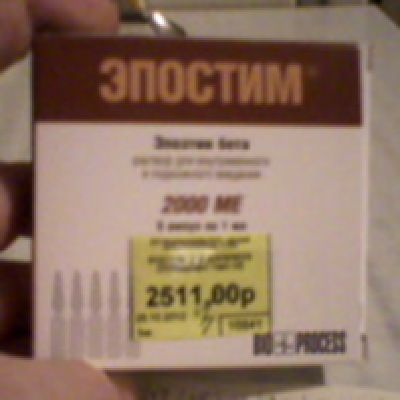 ЭПОСТИМ
Эпоэтин бета
раствор для внутривенного
и подкожного введения
2000 МЕ
5 ампул по 1 мл
2511,00р
10841
BIO PROCESS